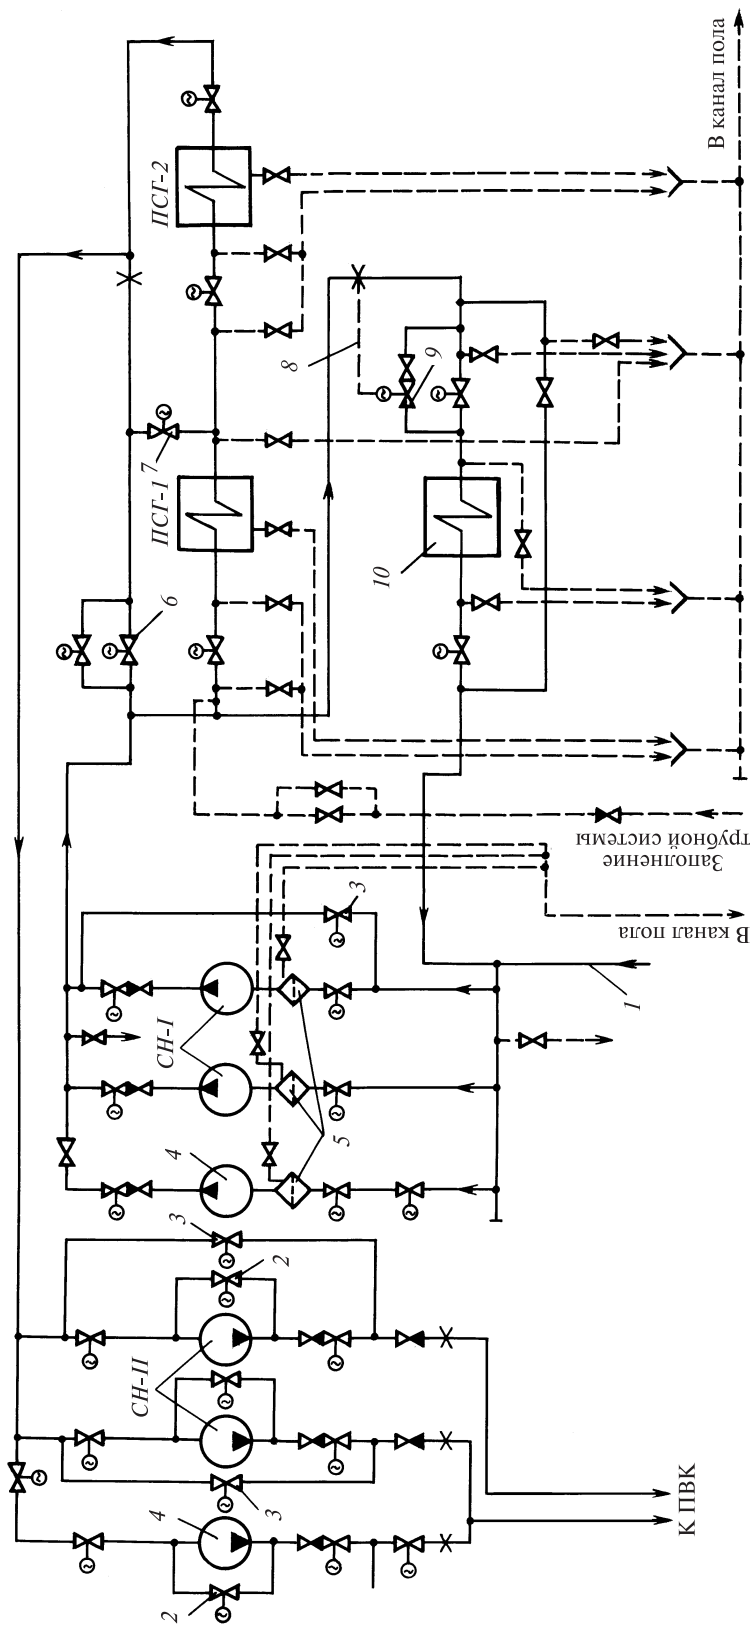 В канал пола
ПСГ-2
8
9
7
ПСГ-1
10
6
Заполнение
трубной системы
В канал пола
3
1
СН-I
5
4
3
2
СН-II
3
4
2
К ПВК